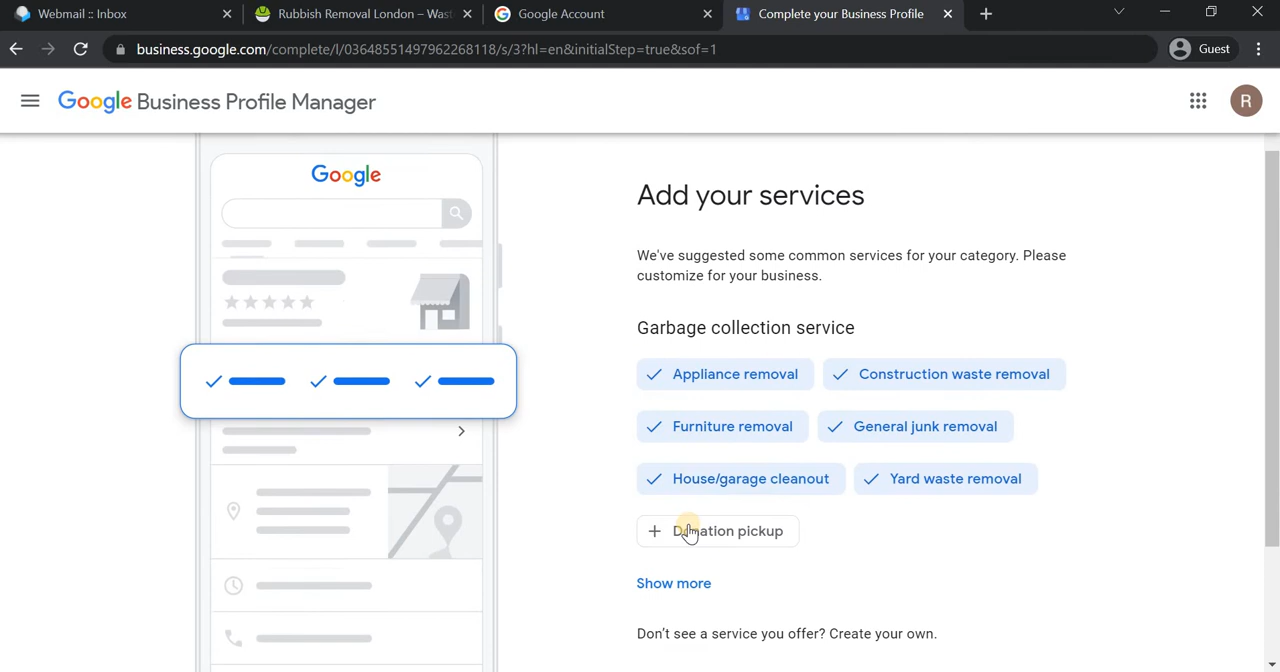 Webmail :: Inbox
Rubbish Removal London – Wast
Google Account
Complete your Business Profile
business.google.com/complete/l/03648551497962268118/s/3?hl=en&initialStep=true&sof=1
Guest
Google Business Profile Manager
R
Google
Add your services
We've suggested some common services for your category. Please
customize for your business.
Garbage collection service
Appliance removal
Construction waste removal
Furniture removal
General junk removal
House/garage cleanout
Yard waste removal
Donation pickup
Show more
Don't see a service you offer? Create your own.